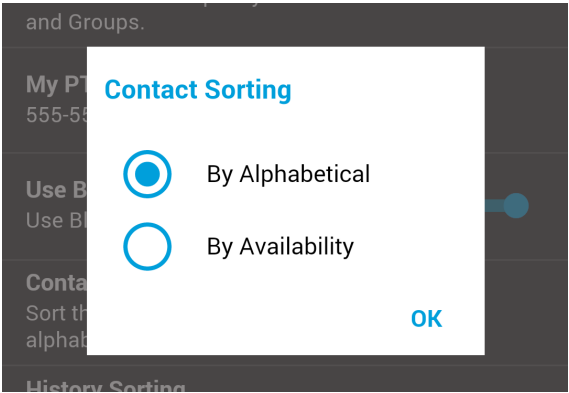 and Groups.
My PT
555-55
Contact Sorting
By Alphabetical
Use B
Use Bl
By Availability
Conta
Sort th
OK
alphab
History Sorting